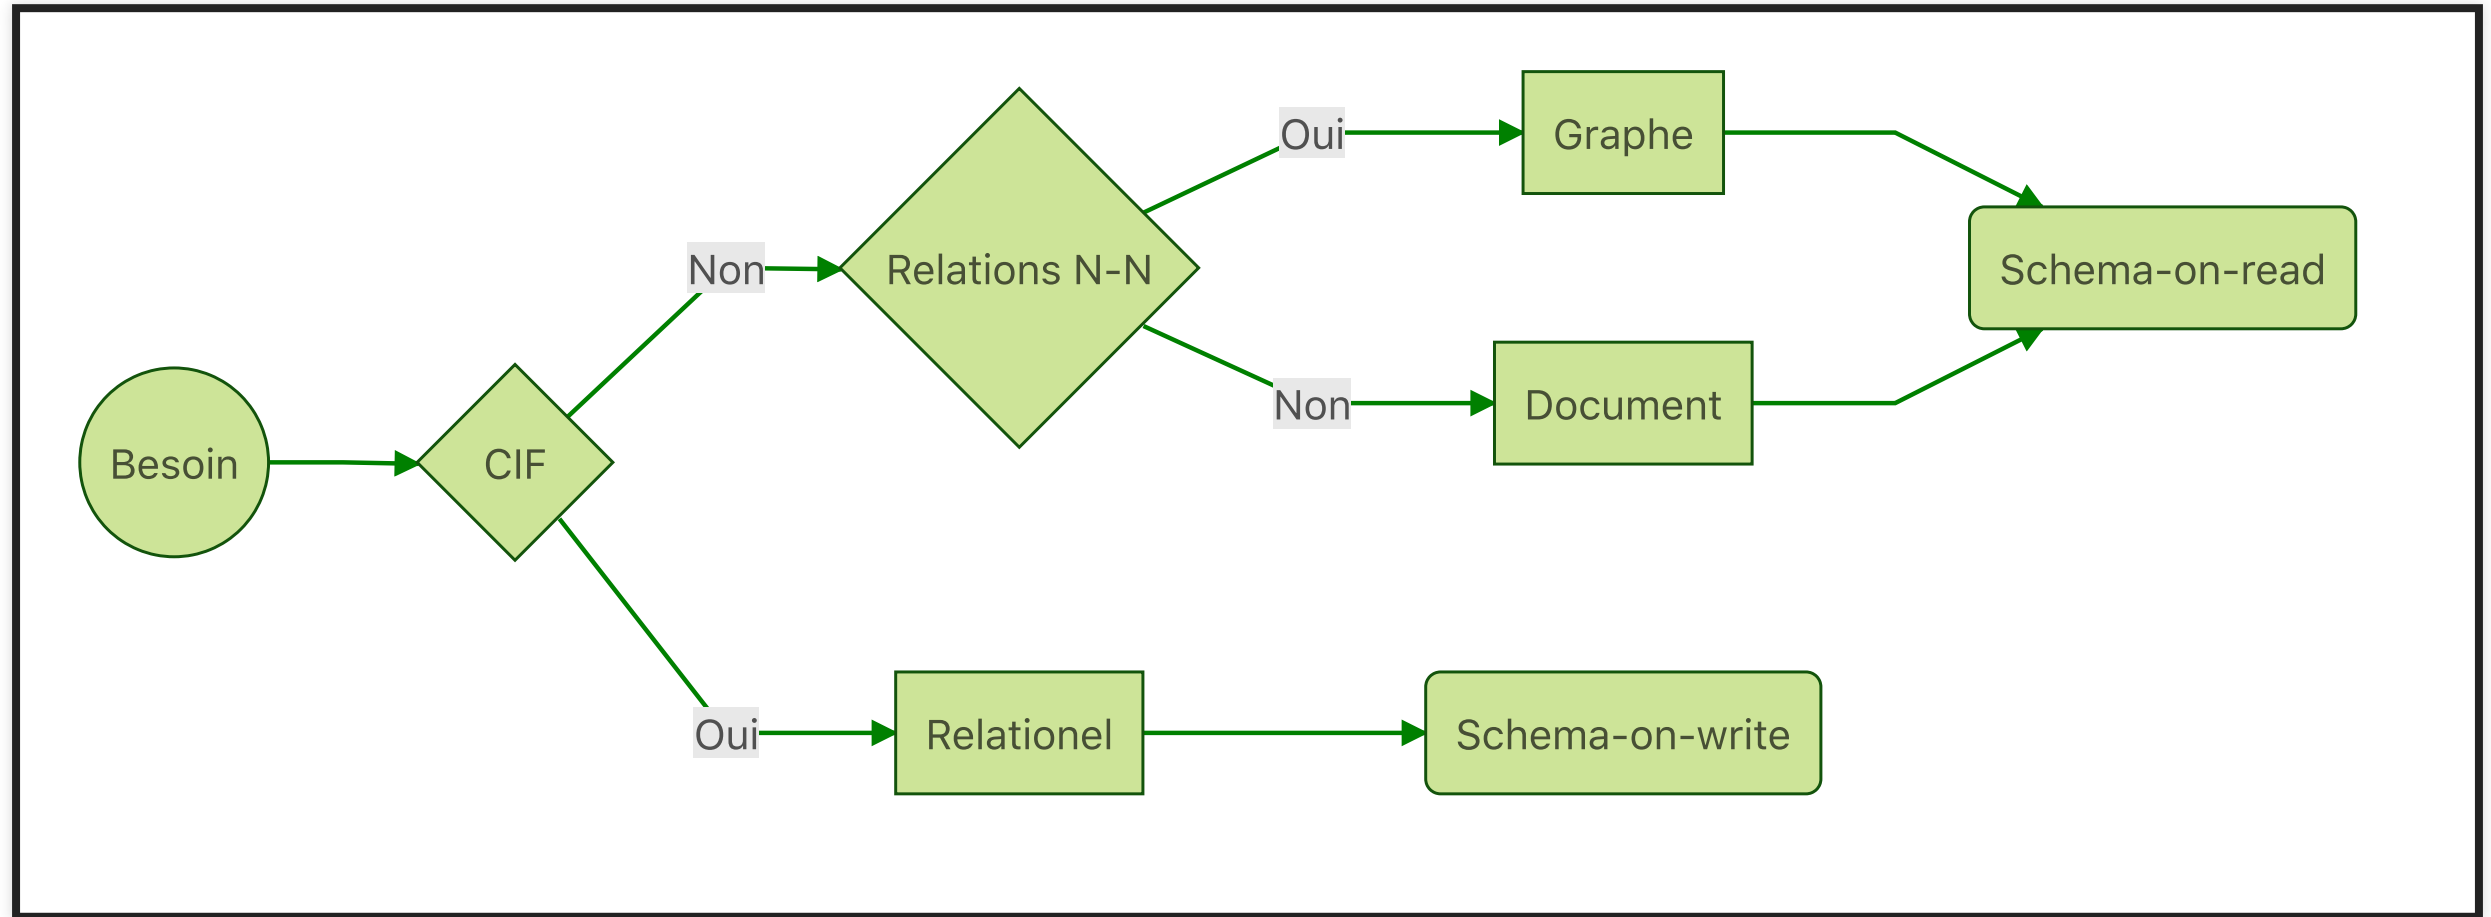 Besoin
CIF
Non
Relations N-N
Oui
Graphe
Schema-on-read
Non
Document
Oui
Relationel
Schema-on-write